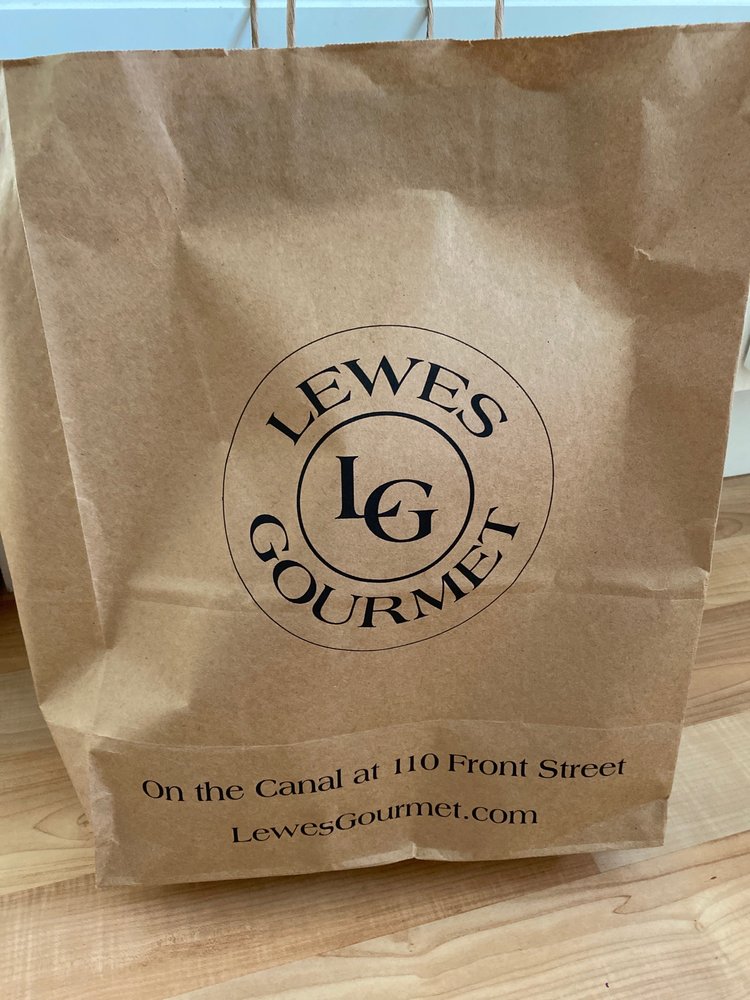 LEWES
LG
GOURMET
On the Canal at 110 Front Street
LewesGourmet.com